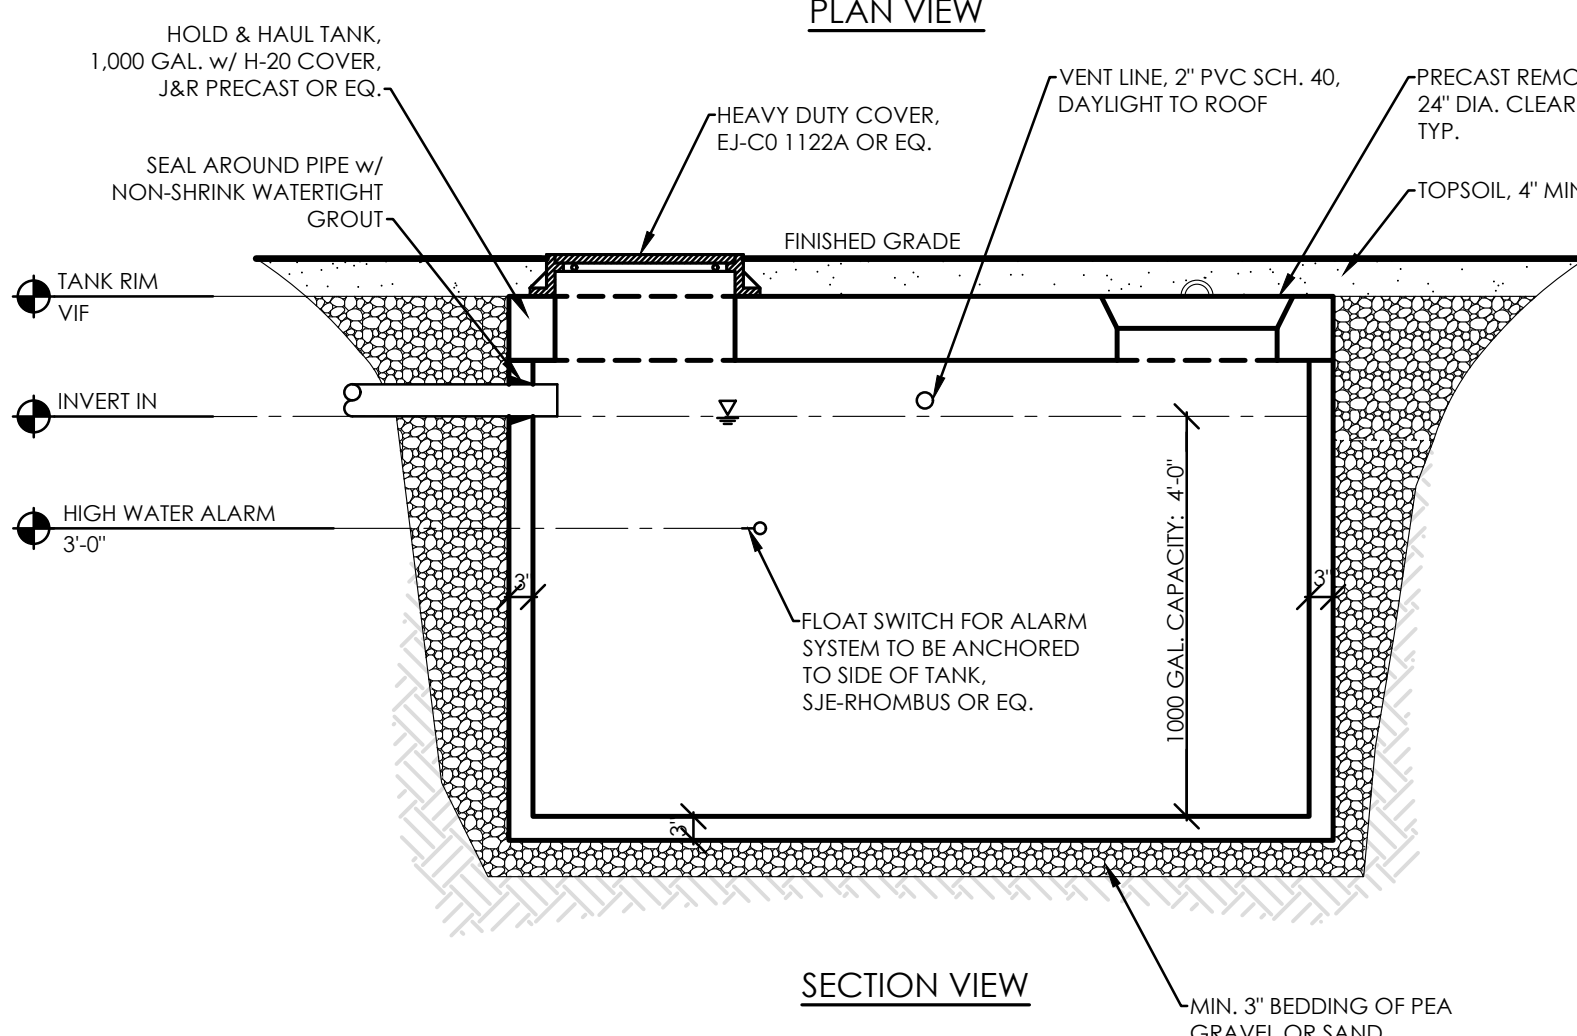 PLAN VIEW
HOLD & HAUL TANK,
1,000 GAL. w/ H-20 COVER,
J&R PRECAST OR EQ.
SEAL AROUND PIPE w/
NON-SHRINK WATERTIGHT
GROUT
HEAVY DUTY COVER,
EJ-C0 1122A OR EQ.
VENT LINE, 2" PVC SCH. 40,
DAYLIGHT TO ROOF
PRECAST REMO
24" DIA. CLEAR
TYP.
TOPSOIL, 4" MIN
FINISHED GRADE
TANK RIM
VIF
INVERT IN
HIGH WATER ALARM
3'-0"
3"
3"
1000 GAL. CAPACITY: 4'-0"
FLOAT SWITCH FOR ALARM
SYSTEM TO BE ANCHORED
TO SIDE OF TANK,
SJE-RHOMBUS OR EQ.
3"
SECTION VIEW
MIN. 3" BEDDING OF PEA
GRAVEL OR SAND